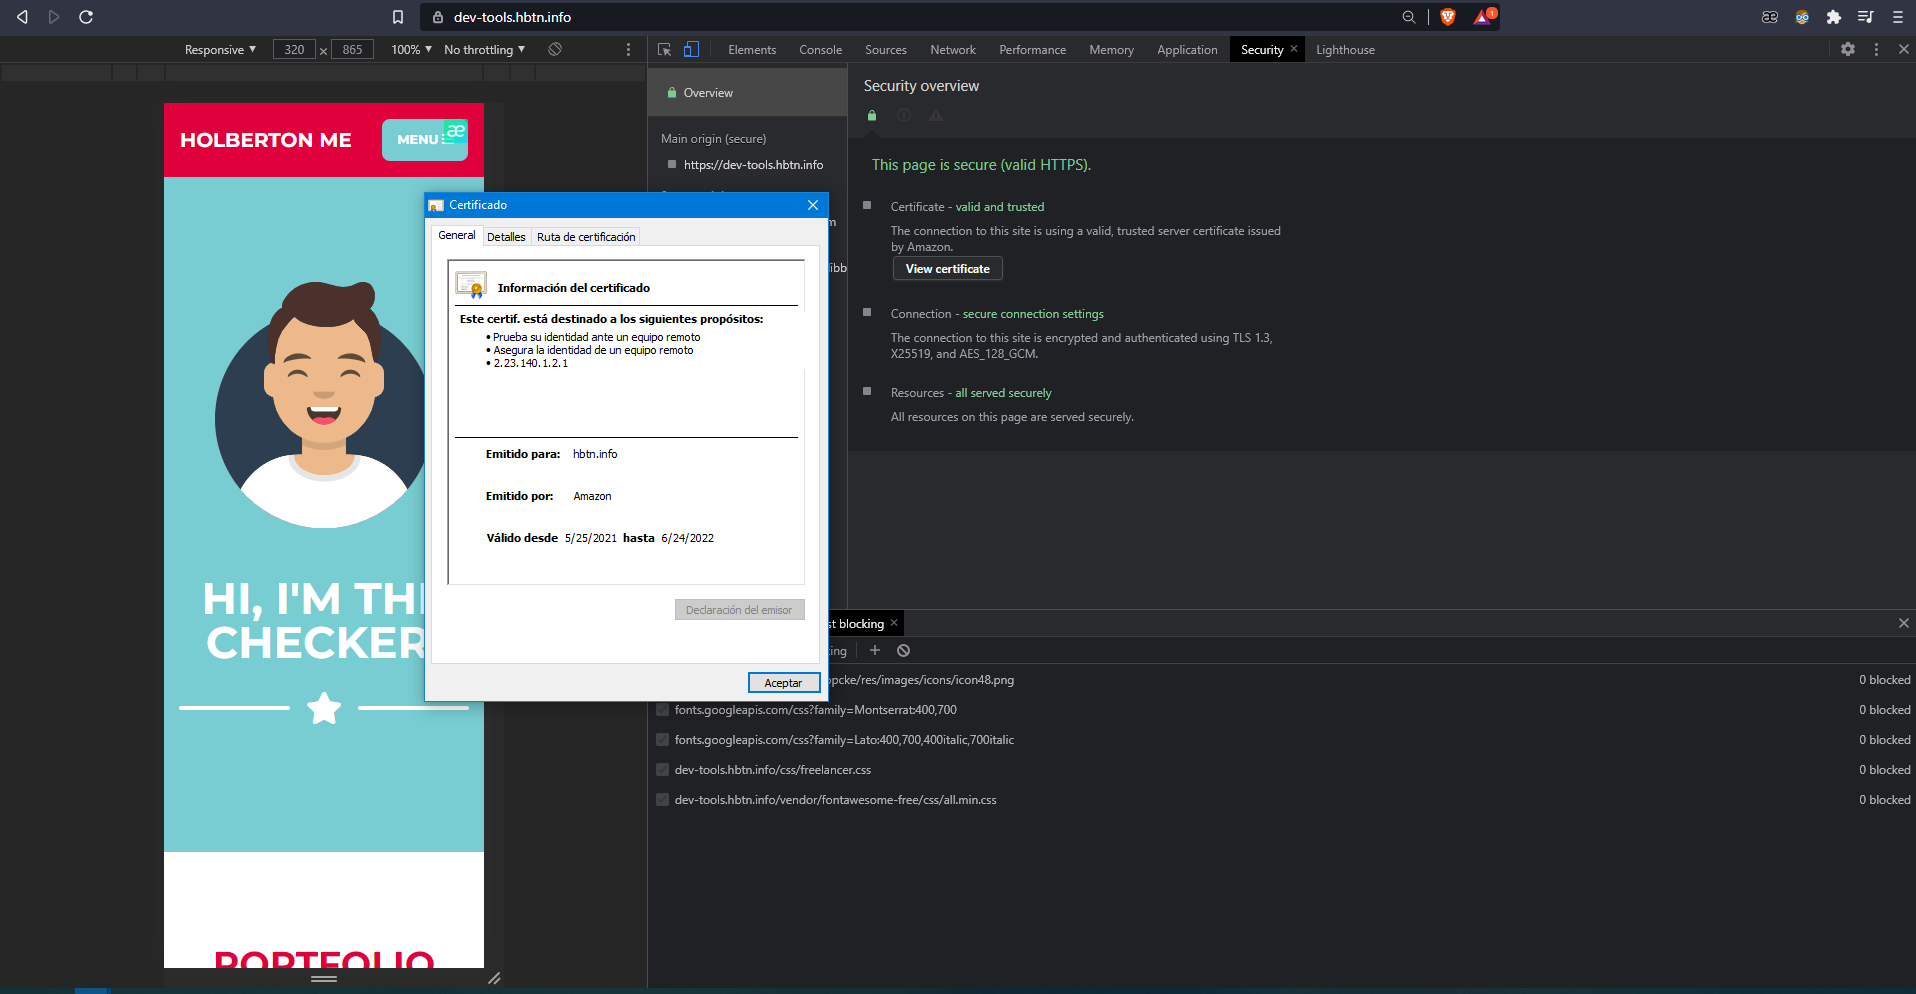 dev-tools.hbtn.info
1
Responsive
320 x 865
100%
No throttling
Elements
Console
Sources
Network
Performance
Memory
Application
Security
Lighthouse
HOLBERTON ME
MENU
æ
HI, I'M TH
CHECKER
PORTFOLIO
Overview
Main origin (secure)
https://dev-tools.hbtn.info
Security overview
This page is secure (valid HTTPS).
Certificate - valid and trusted
The connection to this site is using a valid, trusted server certificate issued
by Amazon.
View certificate
Connection - secure connection settings
The connection to this site is encrypted and authenticated using TLS 1.3,
X25519, and AES_128_GCM.
Resources - all served securely
All resources on this page are served securely.
Certificado
General
Detalles
Ruta de certificación
Información del certificado
Este certif. está destinado a los siguientes propósitos:
• Prueba su identidad ante un equipo remoto
• Asegura la identidad de un equipo remoto
• 2.23.140.1.2.1
Emitido para: hbtn.info
Emitido por: Amazon
Válido desde 5/25/2021 hasta 6/24/2022
Declaración del emisor
Aceptar
st blocking
opcke/res/images/icons/icon48.png
0 blocked
fonts.googleapis.com/css?family=Montserrat:400,700
0 blocked
fonts.googleapis.com/css?family=Lato:400,700,400italic,700italic
0 blocked
dev-tools.hbtn.info/css/freelancer.css
0 blocked
dev-tools.hbtn.info/vendor/fontawesome-free/css/all.min.css
0 blocked